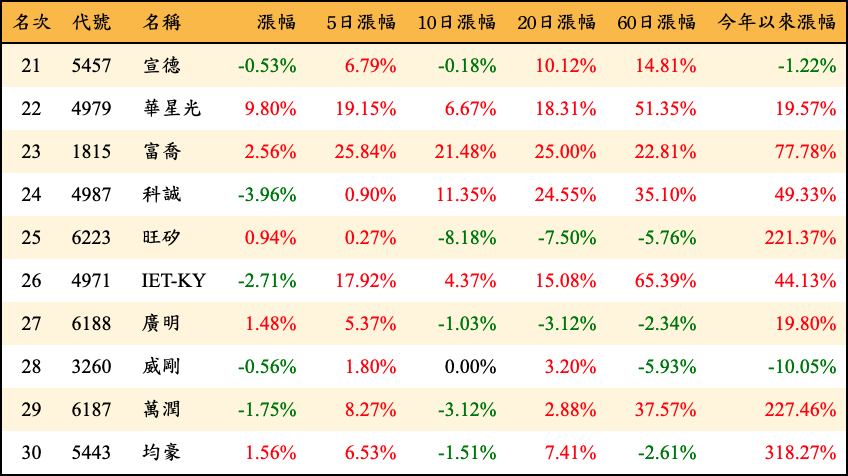 名次 代號 名稱 漲幅 5日漲幅 10日漲幅 20日漲幅 60日漲幅 今年以來漲幅
21 5457 宣德 -0.53% 6.79% -0.18% 10.12% 14.81% -1.22%
22 4979 華星光 9.80% 19.15% 6.67% 18.31% 51.35% 19.57%
23 1815 富喬 2.56% 25.84% 21.48% 25.00% 22.81% 77.78%
24 4987 科誠 -3.96% 0.90% 11.35% 24.55% 35.10% 49.33%
25 6223 旺矽 0.94% 0.27% -8.18% -7.50% -5.76% 221.37%
26 4971 IET-KY -2.71% 17.92% 4.37% 15.08% 65.39% 44.13%
27 6188 廣明 1.48% 5.37% -1.03% -3.12% -2.34% 19.80%
28 3260 威剛 -0.56% 1.80% 0.00% 3.20% -5.93% -10.05%
29 6187 萬潤 -1.75% 8.27% -3.12% 2.88% 37.57% 227.46%
30 5443 均豪 1.56% 6.53% -1.51% 7.41% -2.61% 318.27%